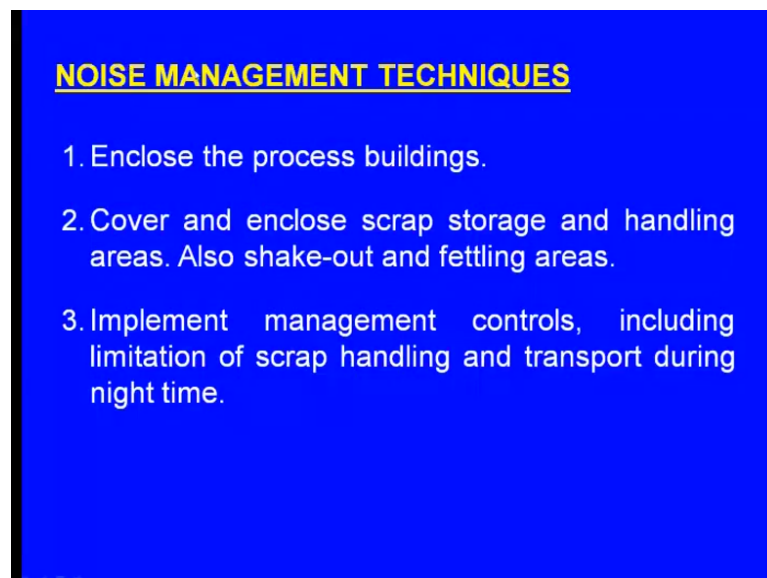 NOISE MANAGEMENT TECHNIQUES
1. Enclose the process buildings.
2. Cover and enclose scrap storage and handling
areas. Also shake-out and fettling areas.
3. Implement management controls, including
limitation of scrap handling and transport during
night time.